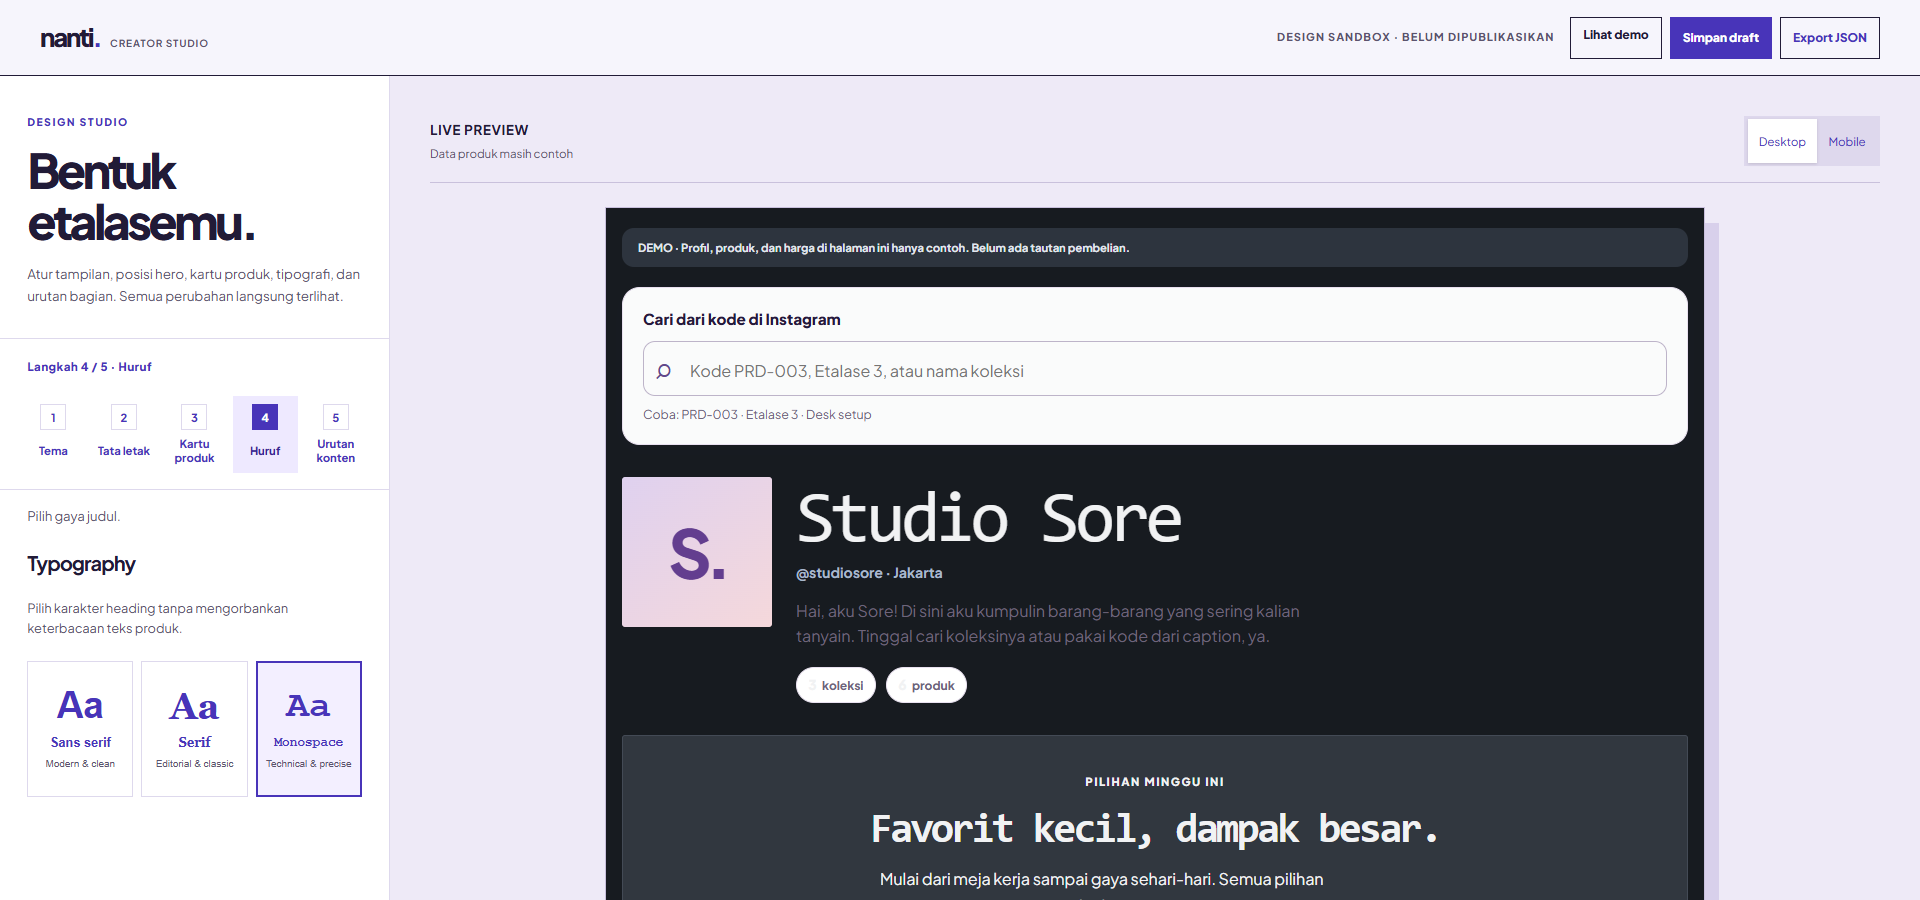 nanti. CREATOR STUDIO
DESIGN SANDBOX · BELUM DIPUBLIKASIKAN
Lihat demo
Simpan draft
Export JSON
DESIGN STUDIO
Bentuk
etalasemu.
Atur tampilan, posisi hero, kartu produk, tipografi, dan
urutan bagian. Semua perubahan langsung terlihat.
Langkah 4 / 5 · Huruf
1
Tema
2
Tata letak
3
Kartu
produk
4
Huruf
5
Urutan
konten
Pilih gaya judul.
Typography
Pilih karakter heading tanpa mengorbankan
keterbacaan teks produk.
Aa
Sans serif
Modern & clean
Aa
Serif
Editorial & classic
Aa
Monospace
Technical & precise
LIVE PREVIEW
Data produk masih contoh
Desktop
Mobile
DEMO · Profil, produk, dan harga di halaman ini hanya contoh. Belum ada tautan pembelian.
Cari dari kode di Instagram
Kode PRD-003, Etalase 3, atau nama koleksi
Coba: PRD-003 · Etalase 3 · Desk setup
S.
Studio Sore
@studiosore · Jakarta
Hai, aku Sore! Di sini aku kumpulin barang-barang yang sering kalian
tanyain. Tinggal cari koleksinya atau pakai kode dari caption, ya.
3 koleksi
6 produk
PILIHAN MINGGU INI
Favorit kecil, dampak besar.
Mulai dari meja kerja sampai gaya sehari-hari. Semua pilihan